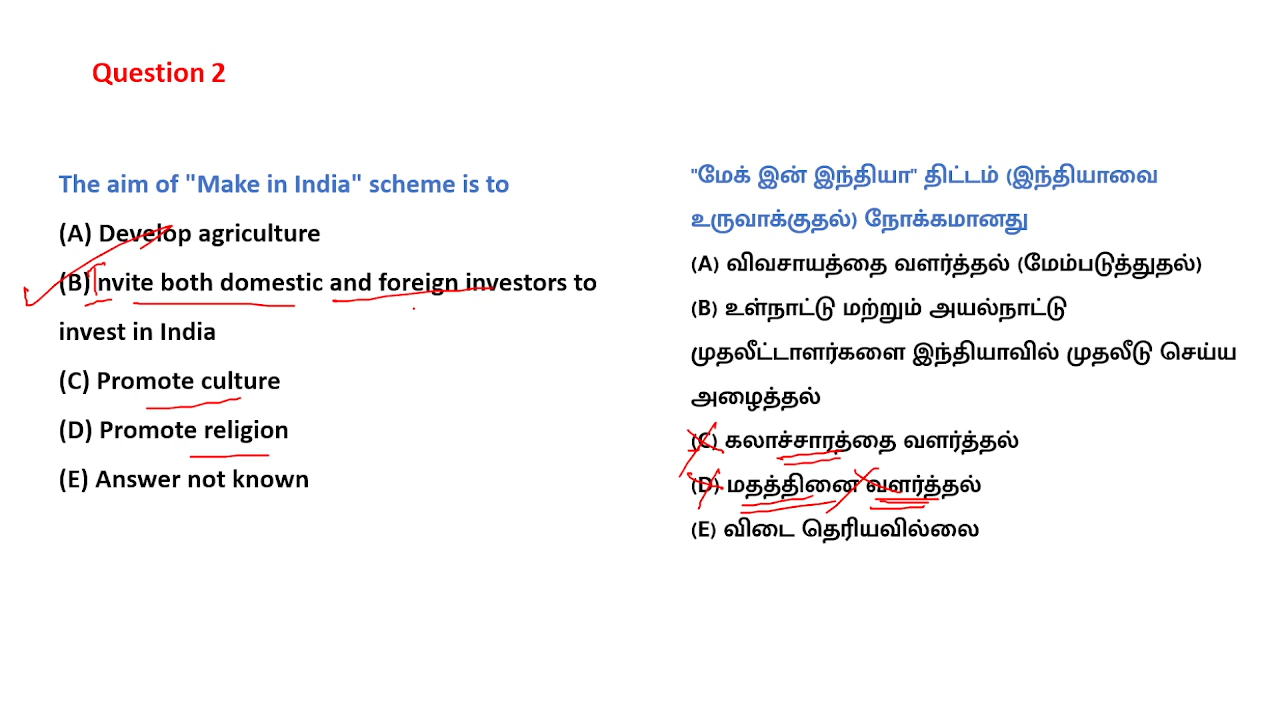 Question 2
The aim of "Make in India" scheme is to
(A) Develop agriculture
(B) Invite both domestic and foreign investors to
invest in India
(C) Promote culture
(D) Promote religion
(E) Answer not known
"மேக் இன் இந்தியா" திட்டம் (இந்தியாவை
உருவாக்குதல்) நோக்கமானது
(A) விவசாயத்தை வளர்த்தல் (மேம்படுத்துதல்)
(B) உள்நாட்டு மற்றும் அயல்நாட்டு
முதலீட்டாளர்களை இந்தியாவில் முதலீடு செய்ய
அழைத்தல்
(C) கலாச்சாரத்தை வளர்த்தல்
(D) மதத்தினை வளர்த்தல்
(E) விடை தெரியவில்லை